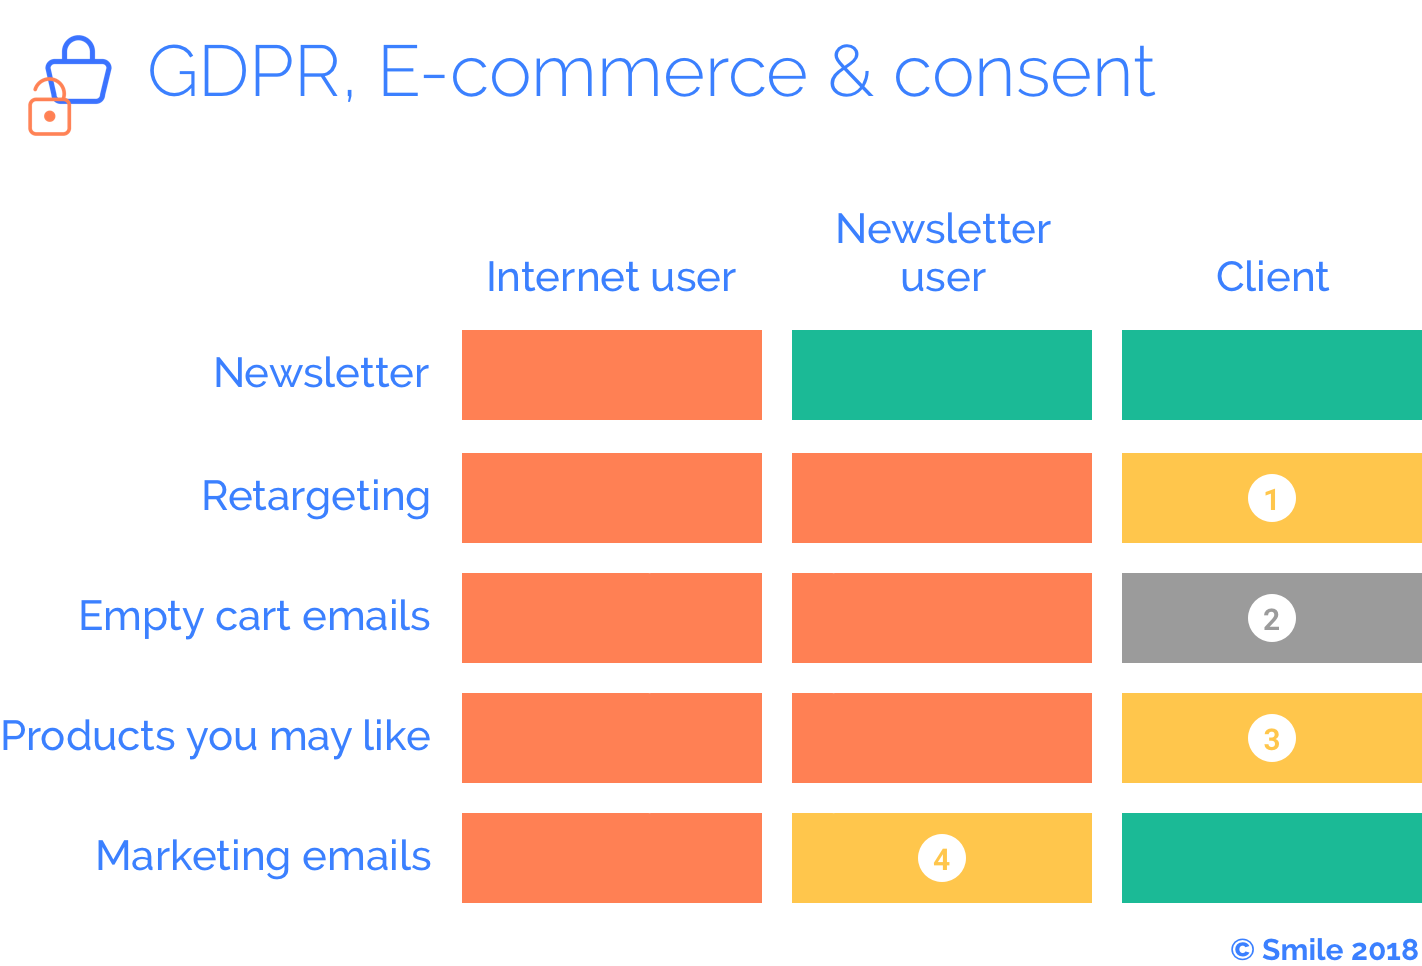 GDPR, E-commerce & consent
Newsletter
Internet user user Client
Newsletter
Retargeting 1
Empty cart emails 2
Products you may like 3
Marketing emails 4
© Smile 2018